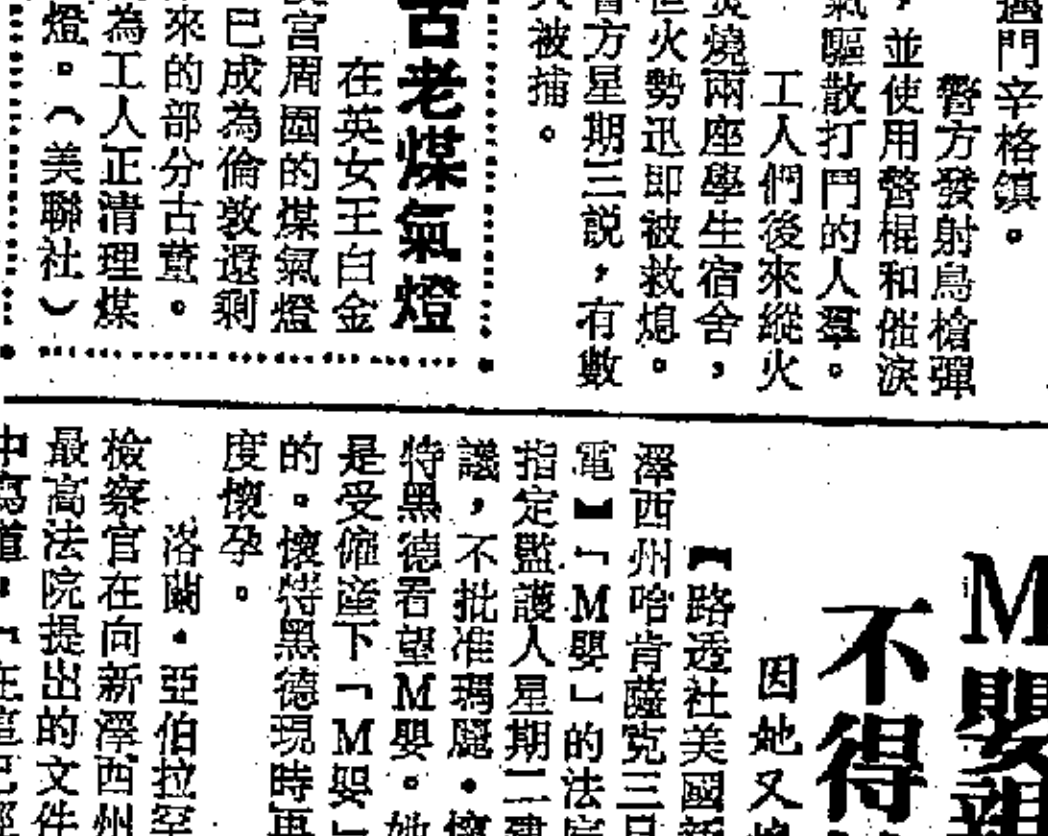 遇門辛格鎮。
警方發射鳥槍彈
，並使用警棍和催淚
氣驅散打鬥的人羣。
工人們後來縱火
焚燒兩座學生宿舍，
但火勢迅即被救熄。
警方星期三說，有數
人被捕。
古老煤氣燈
在英女王白金
漢宮周圍的煤氣燈
已成為倫敦還剩
來的部分古董。
為工人正清理煤
燈。（美聯社）
M嬰親
不得
因她又懷
【路透社美國新
澤西州哈肯薩克三日
電】「M嬰」的法官
指定監護人星期二建
議，不批准瑪麗·懷
特黑德看望M嬰。她
是受僱產下「M嬰」
的。懷特黑德現時再
度懷孕。
洛蘭·亞伯拉罕
檢察官在向新澤西州
最高法院提出的文件
中寫道：「在這已經